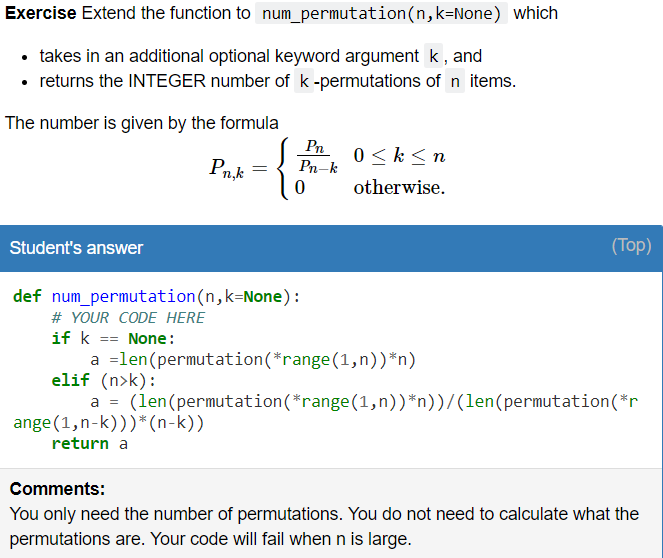 Exercise Extend the function to num_permutation(n,k=None) which
• takes in an additional optional keyword argument k , and
• returns the INTEGER number of k -permutations of n items.
The number is given by the formula
P_{n,k} = { P_n / P_{n−k} 0 ≤ k ≤ n
0 otherwise.
Student's answer (Top)
def num_permutation(n,k=None):
    # YOUR CODE HERE
    if k == None:
        a =len(permutation(*range(1,n))*n)
    elif (n>k):
        a = (len(permutation(*range(1,n))*n))/(len(permutation(*r
ange(1,n-k)))*(n-k))
    return a
Comments:
You only need the number of permutations. You do not need to calculate what the
permutations are. Your code will fail when n is large.